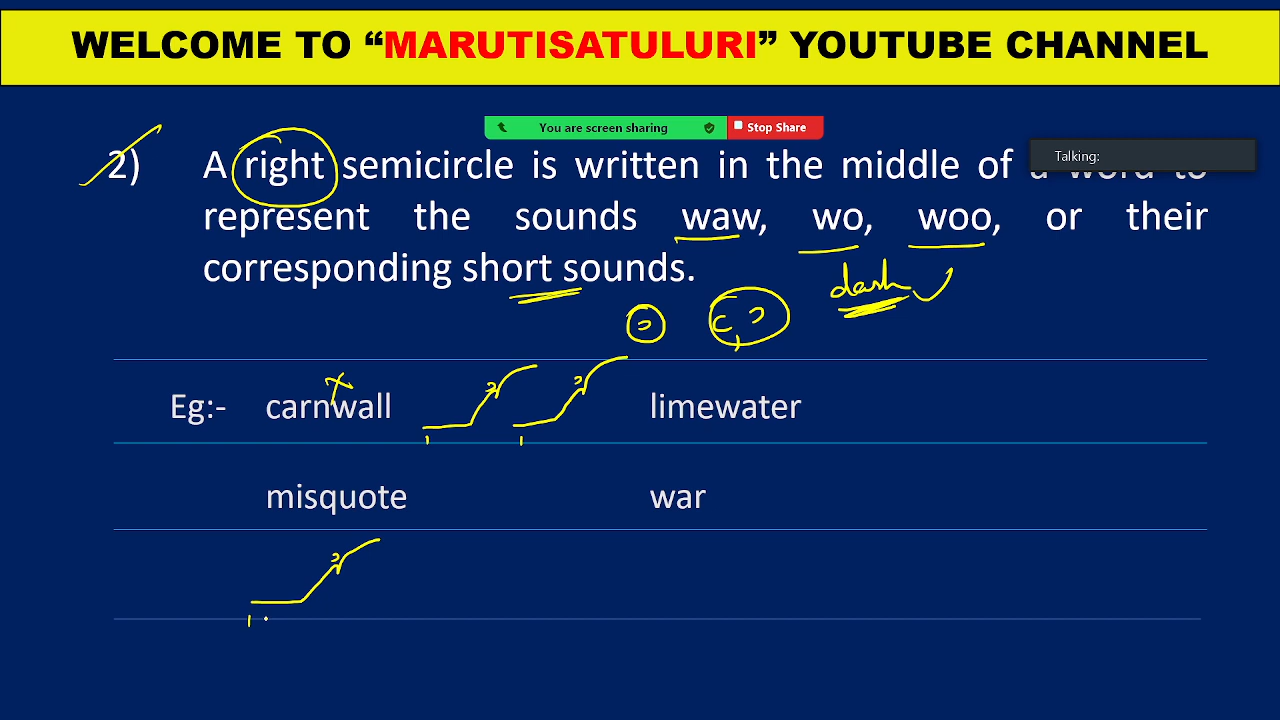 WELCOME TO “MARUTISATULURI” YOUTUBE CHANNEL
You are screen sharing Stop Share
Talking:
2) A right semicircle is written in the middle of a word to
represent the sounds waw, wo, woo, or their
corresponding short sounds.
dash
Eg:- carnwall limewater
misquote war